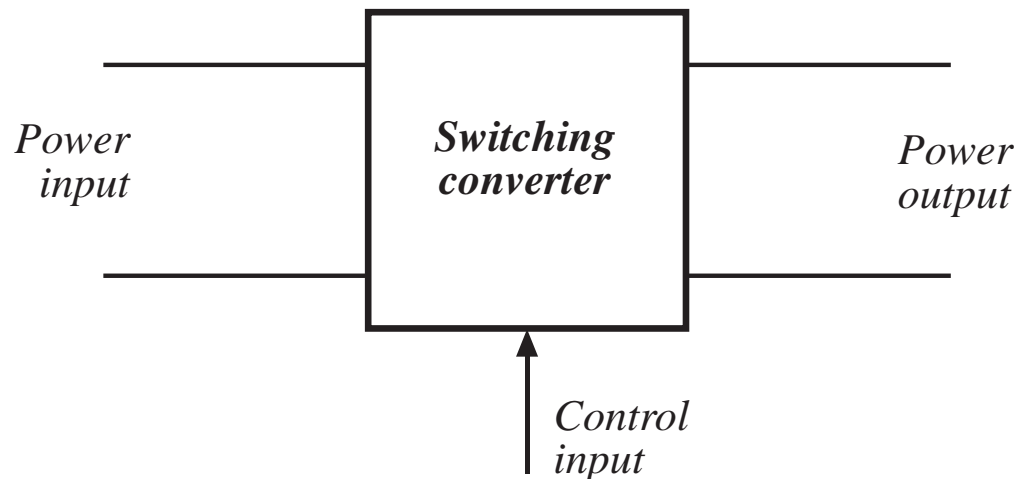 Power
input
Switching
converter
Power
output
Control
input